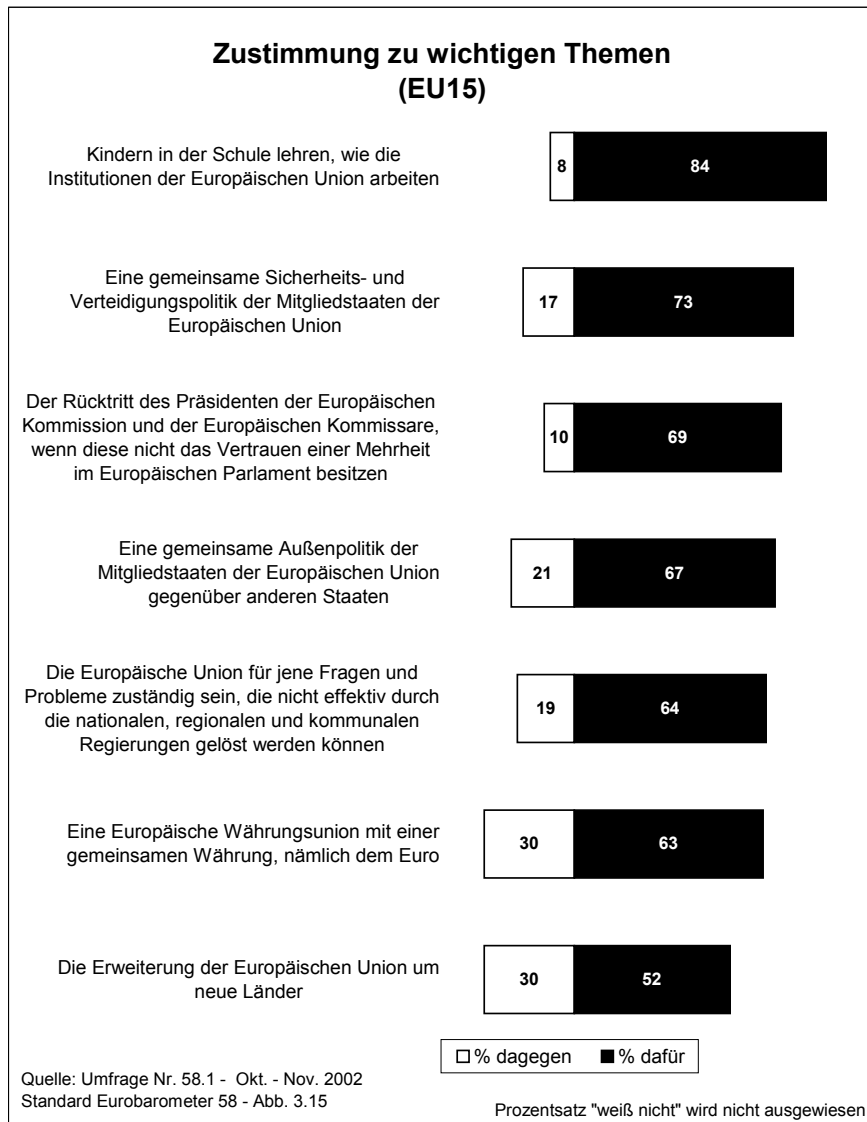 Zustimmung zu wichtigen Themen
(EU15)
Kindern in der Schule lehren, wie die
Institutionen der Europäischen Union arbeiten
8 84
Eine gemeinsame Sicherheits- und
Verteidigungspolitik der Mitgliedstaaten der
Europäischen Union
17 73
Der Rücktritt des Präsidenten der Europäischen
Kommission und der Europäischen Kommissare,
wenn diese nicht das Vertrauen einer Mehrheit
im Europäischen Parlament besitzen
10 69
Eine gemeinsame Außenpolitik der
Mitgliedstaaten der Europäischen Union
gegenüber anderen Staaten
21 67
Die Europäische Union für jene Fragen und
Probleme zuständig sein, die nicht effektiv durch
die nationalen, regionalen und kommunalen
Regierungen gelöst werden können
19 64
Eine Europäische Währungsunion mit einer
gemeinsamen Währung, nämlich dem Euro
30 63
Die Erweiterung der Europäischen Union um
neue Länder
30 52
% dagegen % dafür
Quelle: Umfrage Nr. 58.1 - Okt. - Nov. 2002
Standard Eurobarometer 58 - Abb. 3.15
Prozentsatz "weiß nicht" wird nicht ausgewiesen